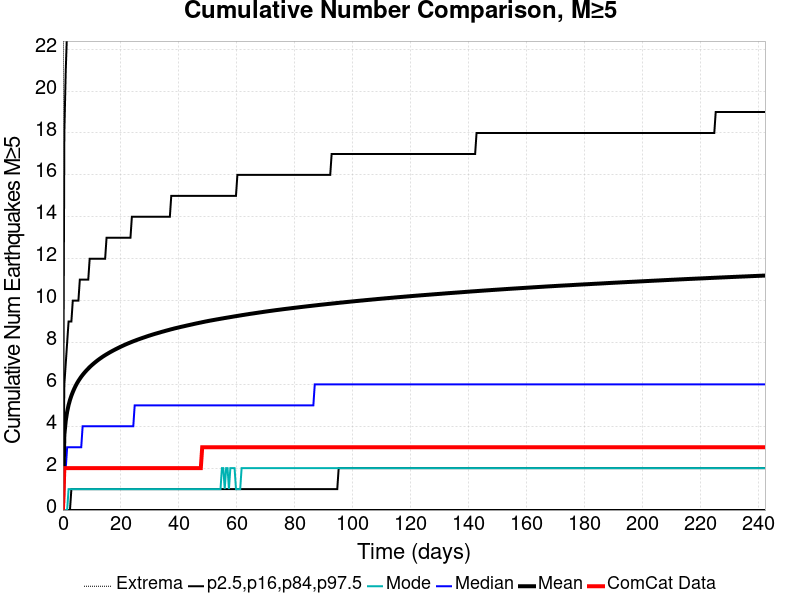 Cumulative Number Comparison, M≥5
Cumulative Num Earthquakes M≥5
22
20
18
16
14
12
10
8
6
4
2
0
0 20 40 60 80 100 120 140 160 180 200 220 240
Time (days)
Extrema p2.5,p16,p84,p97.5 Mode Median Mean ComCat Data